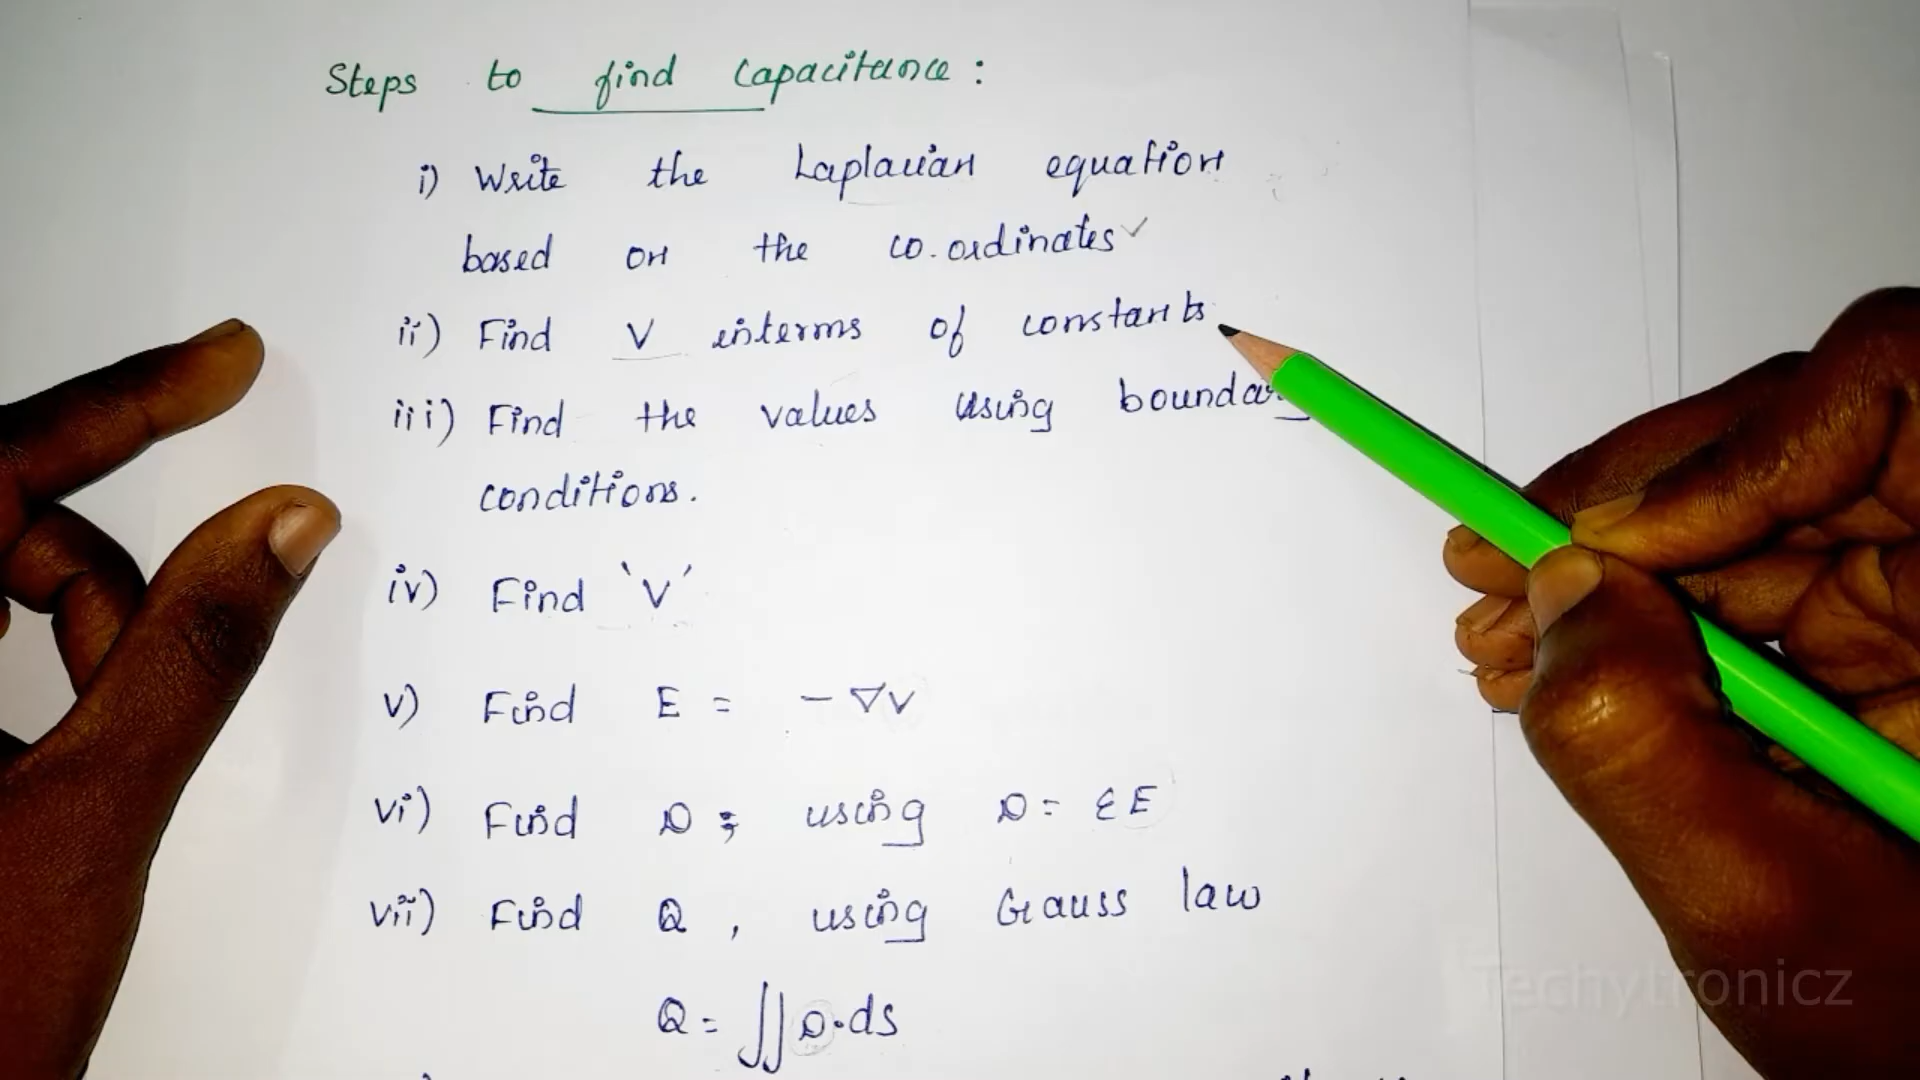 Steps to find Capacitance:
i) Write the Laplacian equation
based on the co.ordinates ✓
ii) Find V interms of constants
iii) Find the values using
conditions.
iv) Find 'V'
v) Find E = - ∇V
vi) Find D; using D = εE
vii) Find Q, using Gauss law
Q = ∬ D·ds
Techytronicz